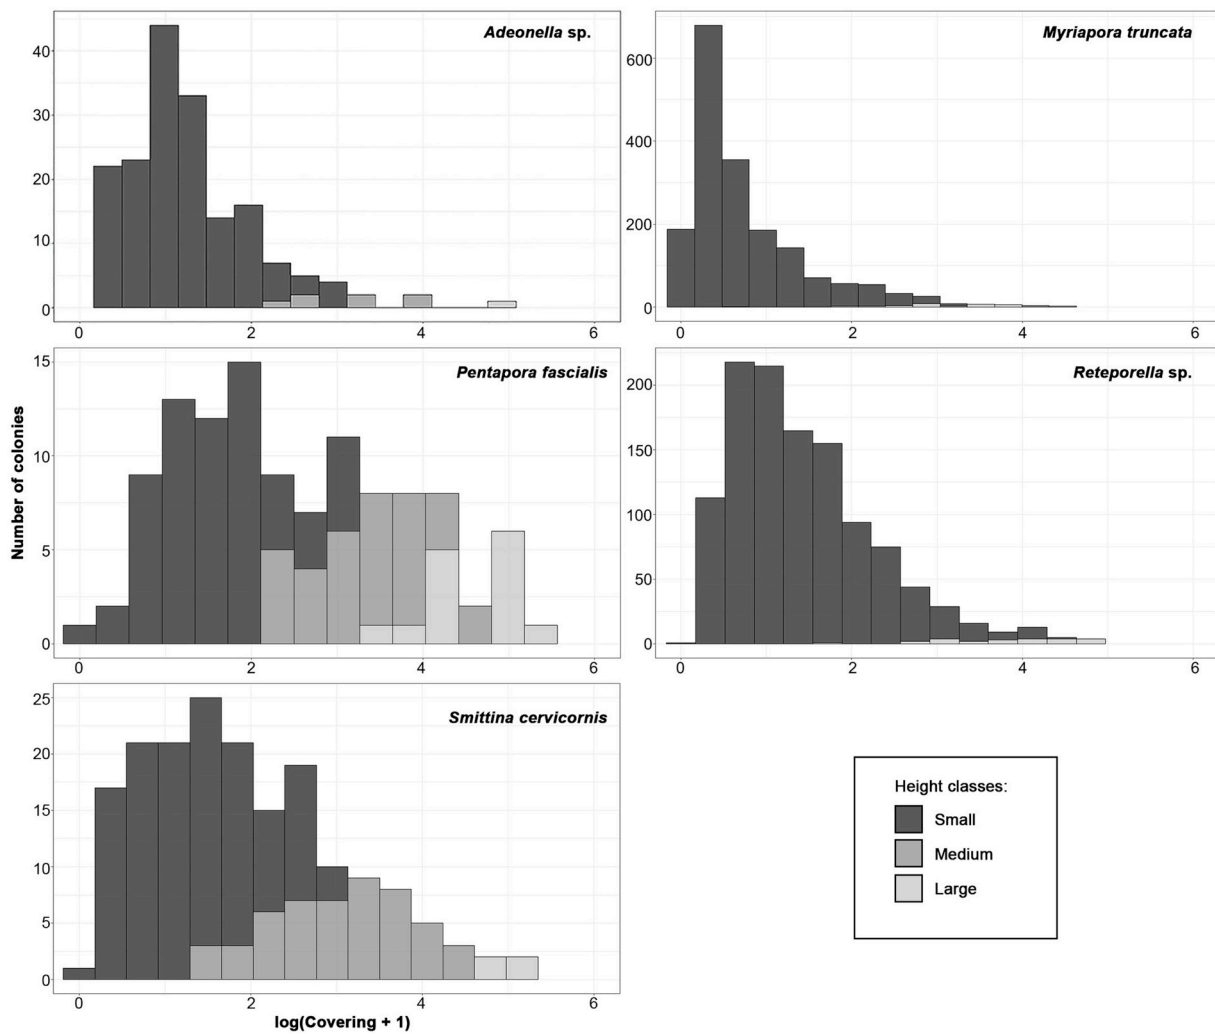 Adeonella sp.
40
30
20
10
0
0 2 4 6
Myriapora truncata
600
400
200
0
0 2 4 6
Number of colonies
Pentapora fascialis
15
10
5
0
0 2 4 6
Reteporella sp.
200
150
100
50
0
0 2 4 6
Smittina cervicornis
25
20
15
10
5
0
0 2 4 6
log(Covering + 1)
Height classes:
Small
Medium
Large